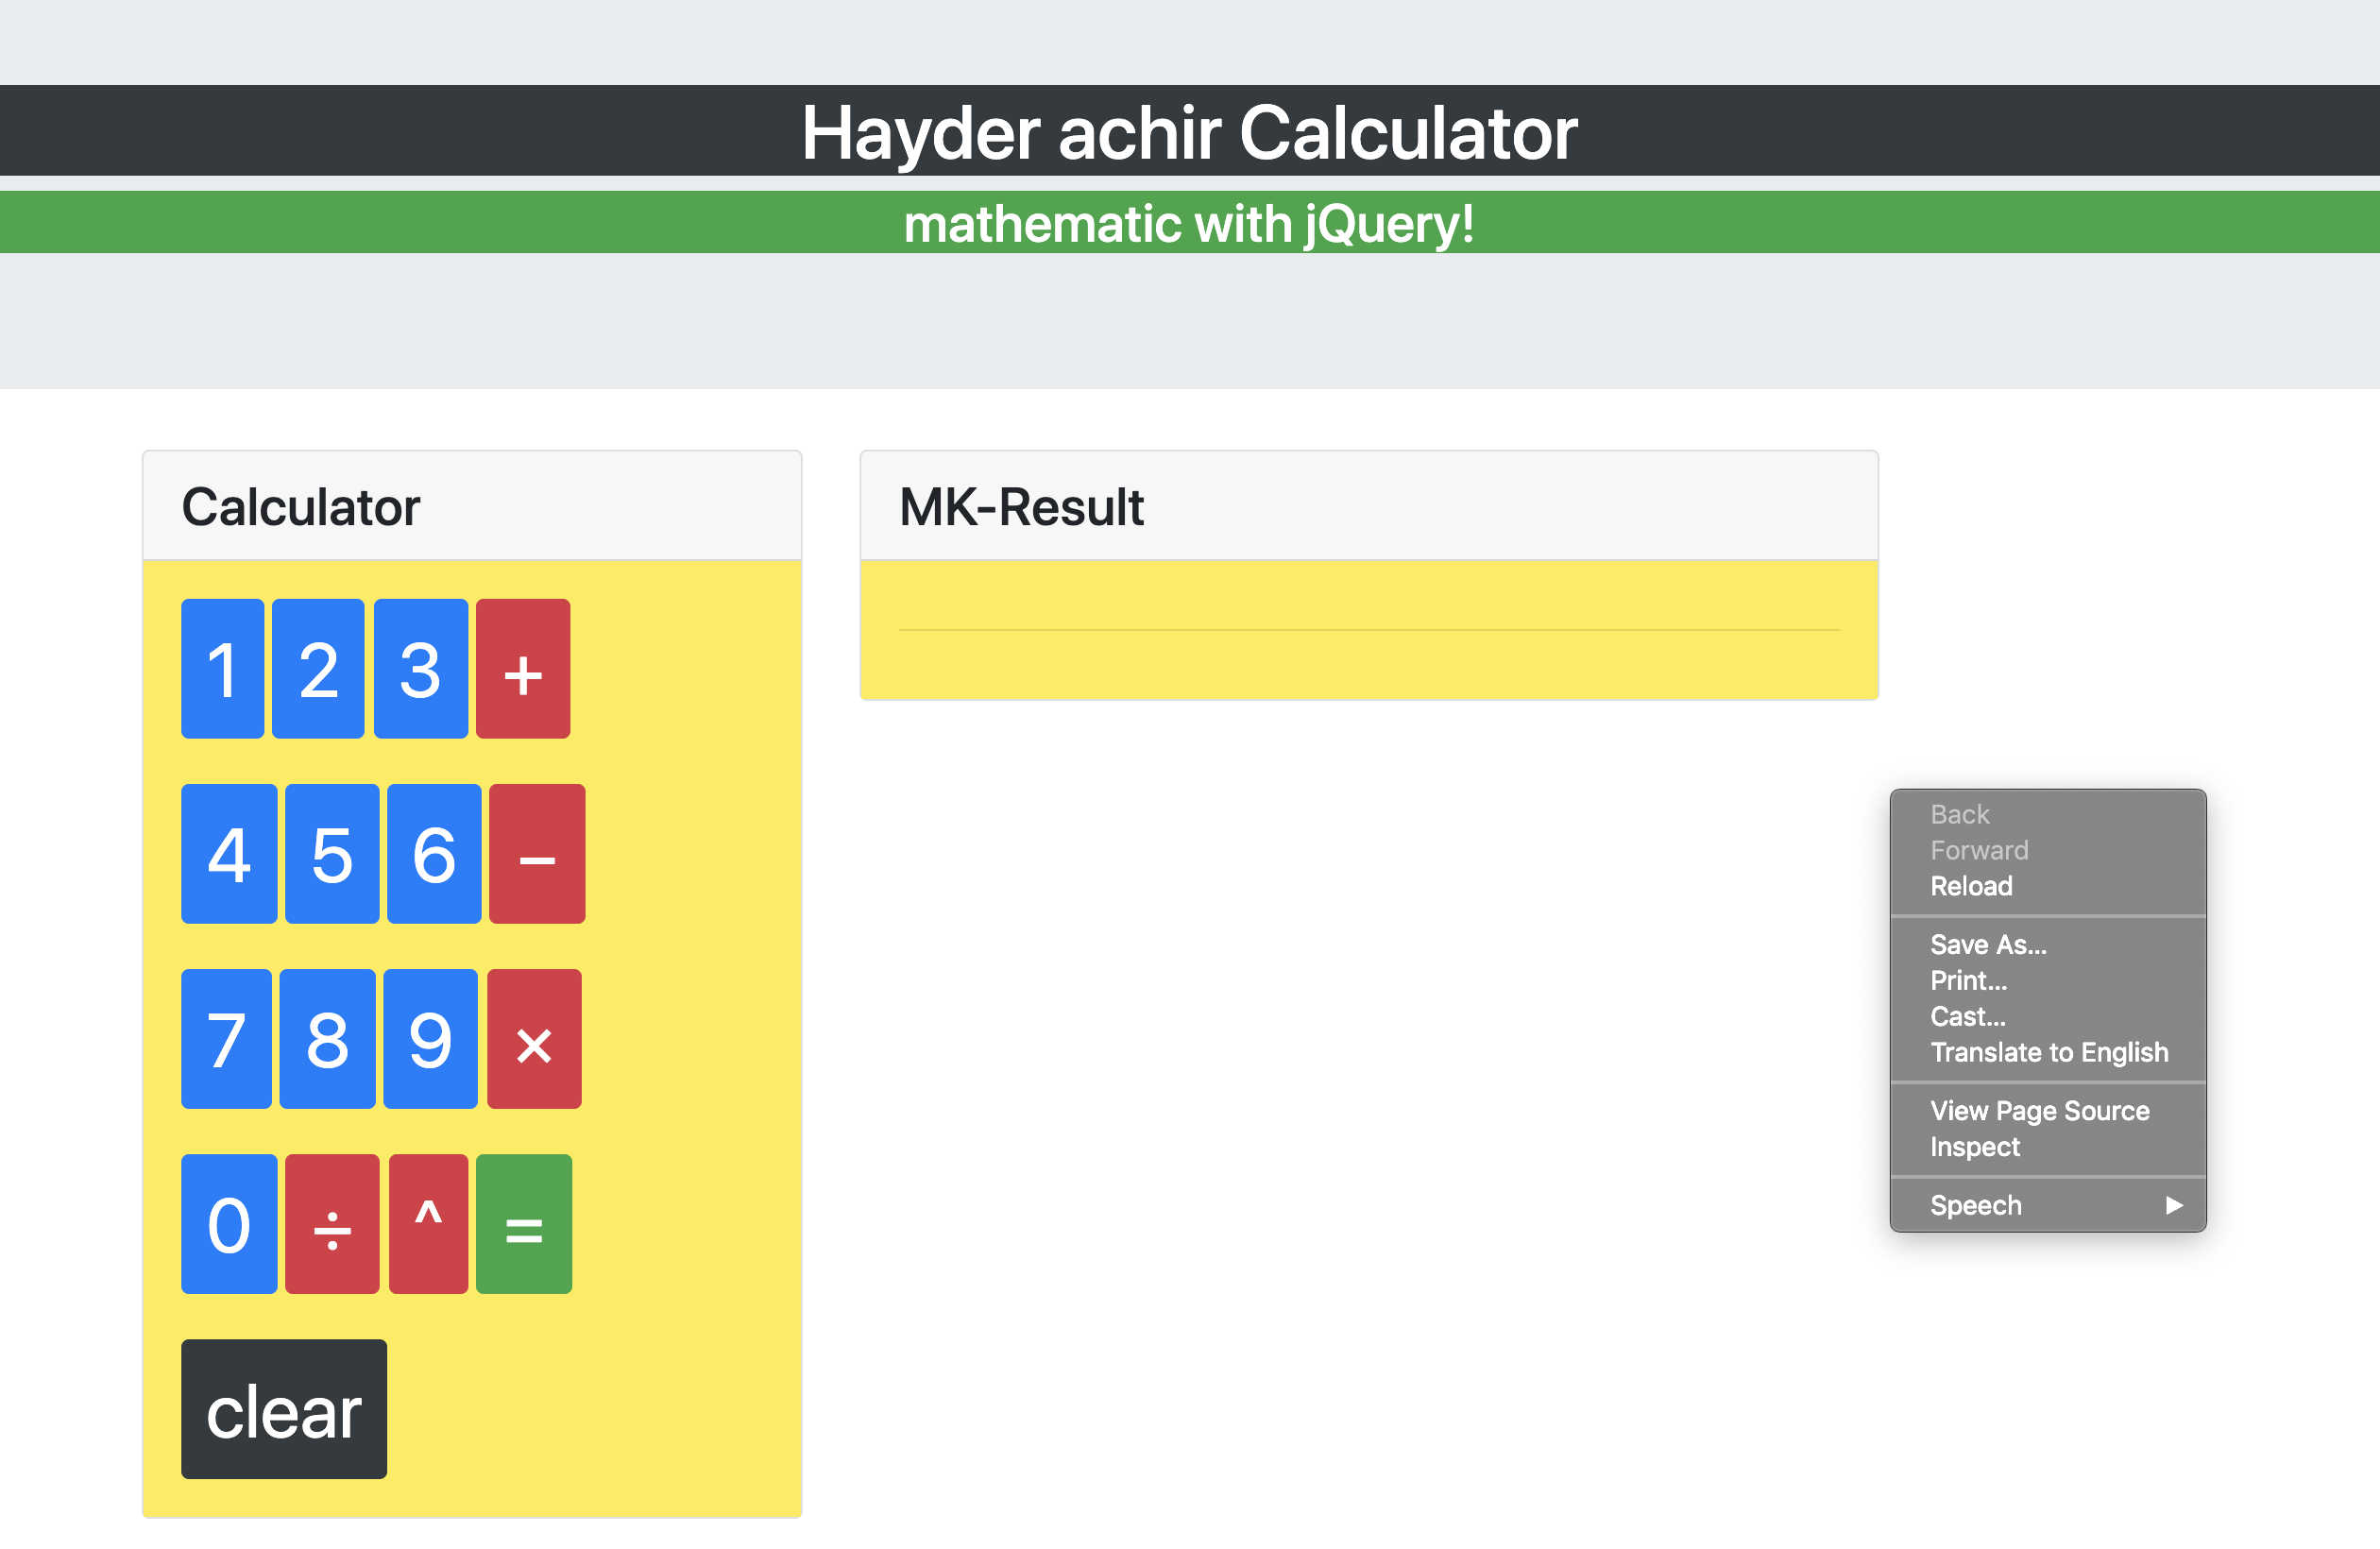 Hayder achir Calculator
mathematic with jQuery!
Calculator
1 2 3 +
4 5 6 −
7 8 9 ×
0 ÷ ^ =
clear
MK-Result
Back
Forward
Reload
Save As...
Print...
Cast...
Translate to English
View Page Source
Inspect
Speech ▶